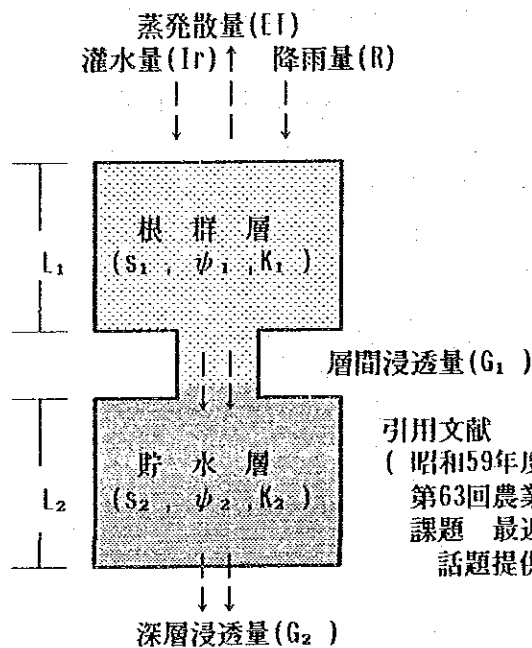 蒸発散量(ET)
灌水量(Ir)↑ 降雨量(R)
根 群 層
L₁
(s₁ , ψ₁ ,K₁ )
層間浸透量(G₁ )
引用文献
( 昭和59年度
貯 水 層
第63回農業
L₂
(s₂ , ψ₂ ,K₂ )
課題 最近
話題提供
深層浸透量(G₂ )